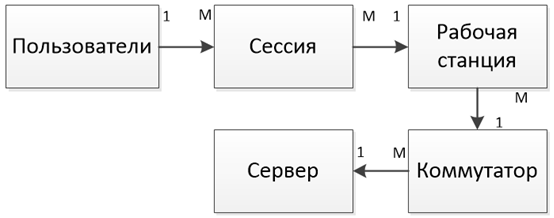 1 М М 1
Пользователи Сессия Рабочая
станция
М
1
Сервер 1 М Коммутатор